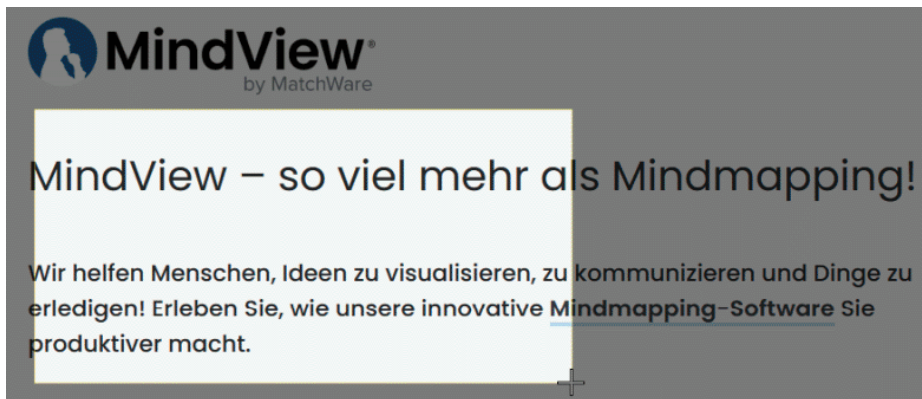 MindView®
by MatchWare
MindView – so viel mehr als Mindmapping!
Wir helfen Menschen, Ideen zu visualisieren, zu kommunizieren und Dinge zu
erledigen! Erleben Sie, wie unsere innovative Mindmapping-Software Sie
produktiver macht.